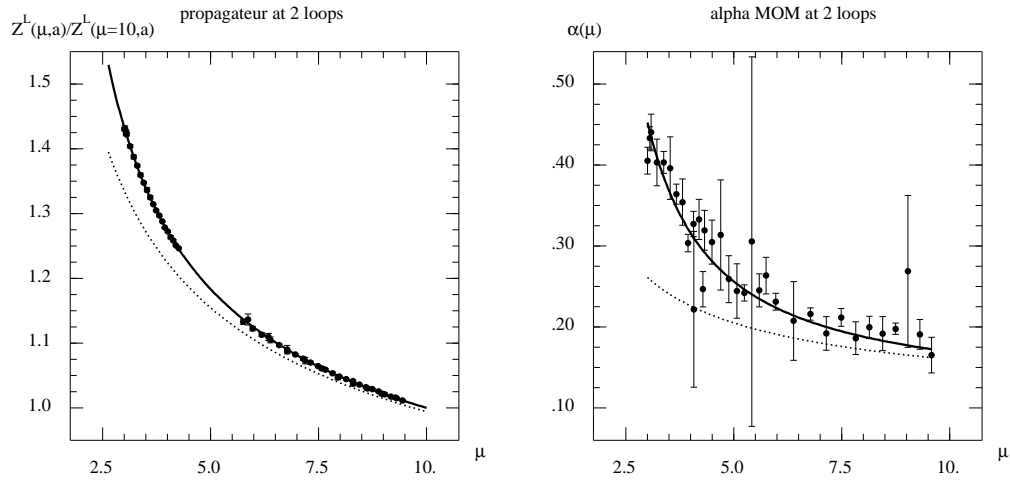 propagateur at 2 loops
Z^L(μ,a)/Z^L(μ=10,a)
1.5
1.4
1.3
1.2
1.1
1.0
2.5 5.0 7.5 10. μ
alpha MOM at 2 loops
α(μ)
.50
.40
.30
.20
.10
2.5 5.0 7.5 10. μ